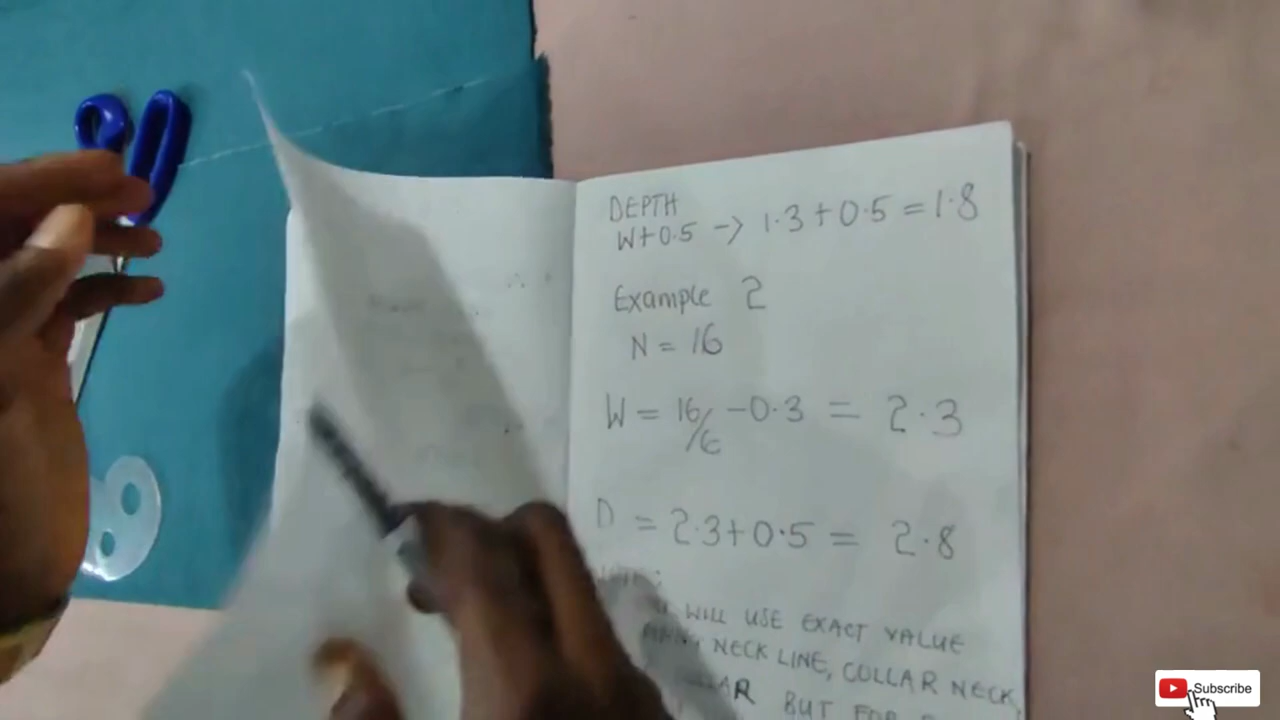 DEPTH
W+0.5 -> 1.3+0.5=1.8
Example 2
N = 16
W = 16/6 -0.3 = 2.3
D = 2.3+0.5 = 2.8
WILL USE EXACT VALUE
NECK LINE, COLLAR NECK,
BUT FOR
Subscribe